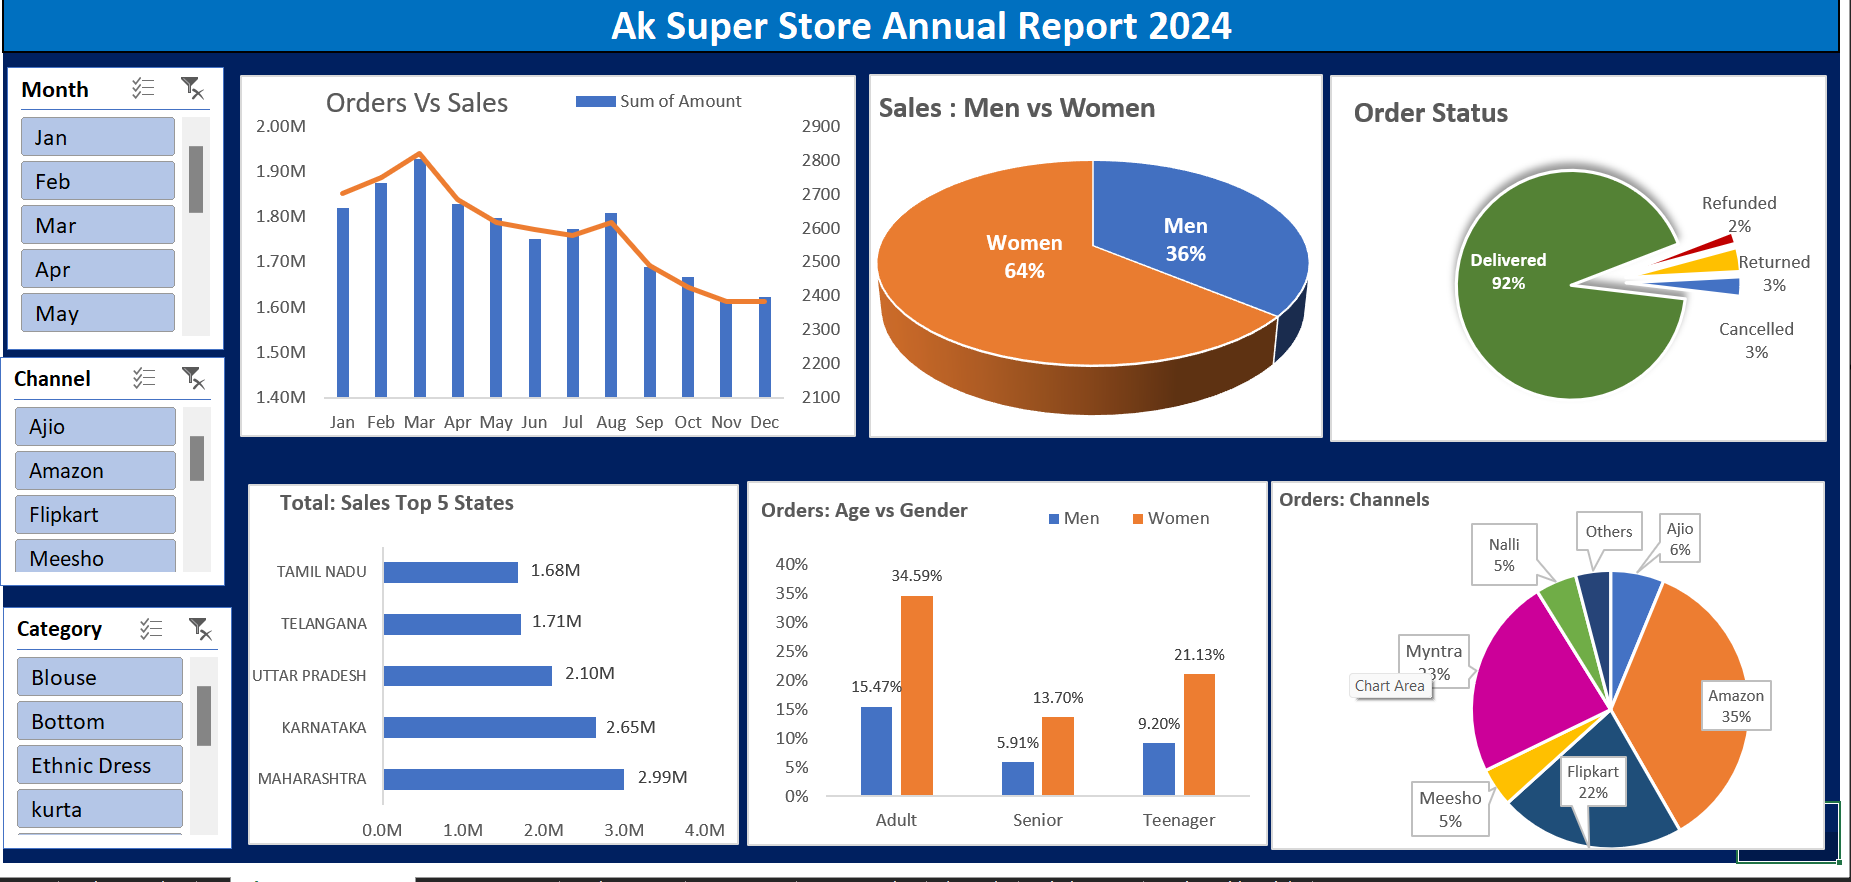 Ak Super Store Annual Report 2024
Month
Jan
Feb
Mar
Apr
May
Channel
Ajio
Amazon
Flipkart
Meesho
Category
Blouse
Bottom
Ethnic Dress
kurta
Orders Vs Sales
Sum of Amount
2.00M
1.90M
1.80M
1.70M
1.60M
1.50M
1.40M
2900
2800
2700
2600
2500
2400
2300
2200
2100
Jan Feb Mar Apr May Jun Jul Aug Sep Oct Nov Dec
Sales : Men vs Women
Women
64%
Men
36%
Order Status
Delivered
92%
Refunded
2%
Returned
3%
Cancelled
3%
Total: Sales Top 5 States
TAMIL NADU 1.68M
TELANGANA 1.71M
UTTAR PRADESH 2.10M
KARNATAKA 2.65M
MAHARASHTRA 2.99M
0.0M 1.0M 2.0M 3.0M 4.0M
Orders: Age vs Gender
Men Women
40%
35%
30%
25%
20%
15%
10%
5%
0%
15.47% 34.59%
5.91% 13.70%
9.20% 21.13%
Adult Senior Teenager
Orders: Channels
Others
Ajio
6%
Nalli
5%
Myntra
Chart Area
Amazon
35%
Flipkart
22%
Meesho
5%